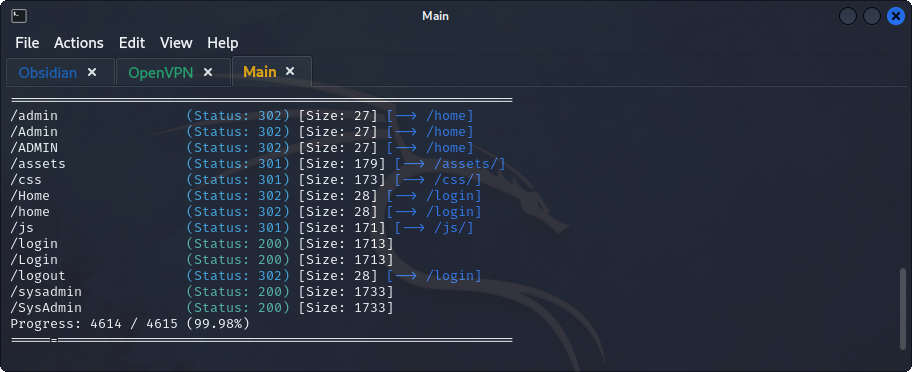 Main
File Actions Edit View Help
Obsidian × OpenVPN × Main ×
===============================================================
/admin (Status: 302) [Size: 27] [--> /home]
/Admin (Status: 302) [Size: 27] [--> /home]
/ADMIN (Status: 302) [Size: 27] [--> /home]
/assets (Status: 301) [Size: 179] [--> /assets/]
/css (Status: 301) [Size: 173] [--> /css/]
/Home (Status: 302) [Size: 28] [--> /login]
/home (Status: 302) [Size: 28] [--> /login]
/js (Status: 301) [Size: 171] [--> /js/]
/login (Status: 200) [Size: 1713]
/Login (Status: 200) [Size: 1713]
/logout (Status: 302) [Size: 28] [--> /login]
/sysadmin (Status: 200) [Size: 1733]
/SysAdmin (Status: 200) [Size: 1733]
Progress: 4614 / 4615 (99.98%)
===============================================================